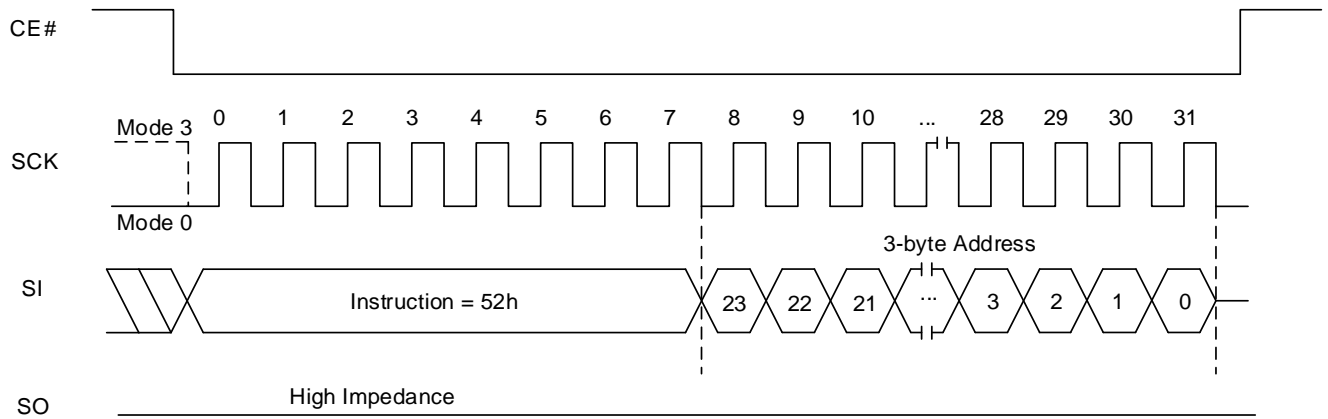 CE#
0 1 2 3 4 5 6 7 8 9 10 ... 28 29 30 31
Mode 3
SCK
Mode 0
3-byte Address
SI
Instruction = 52h 23 22 21 ... 3 2 1 0
High Impedance
SO